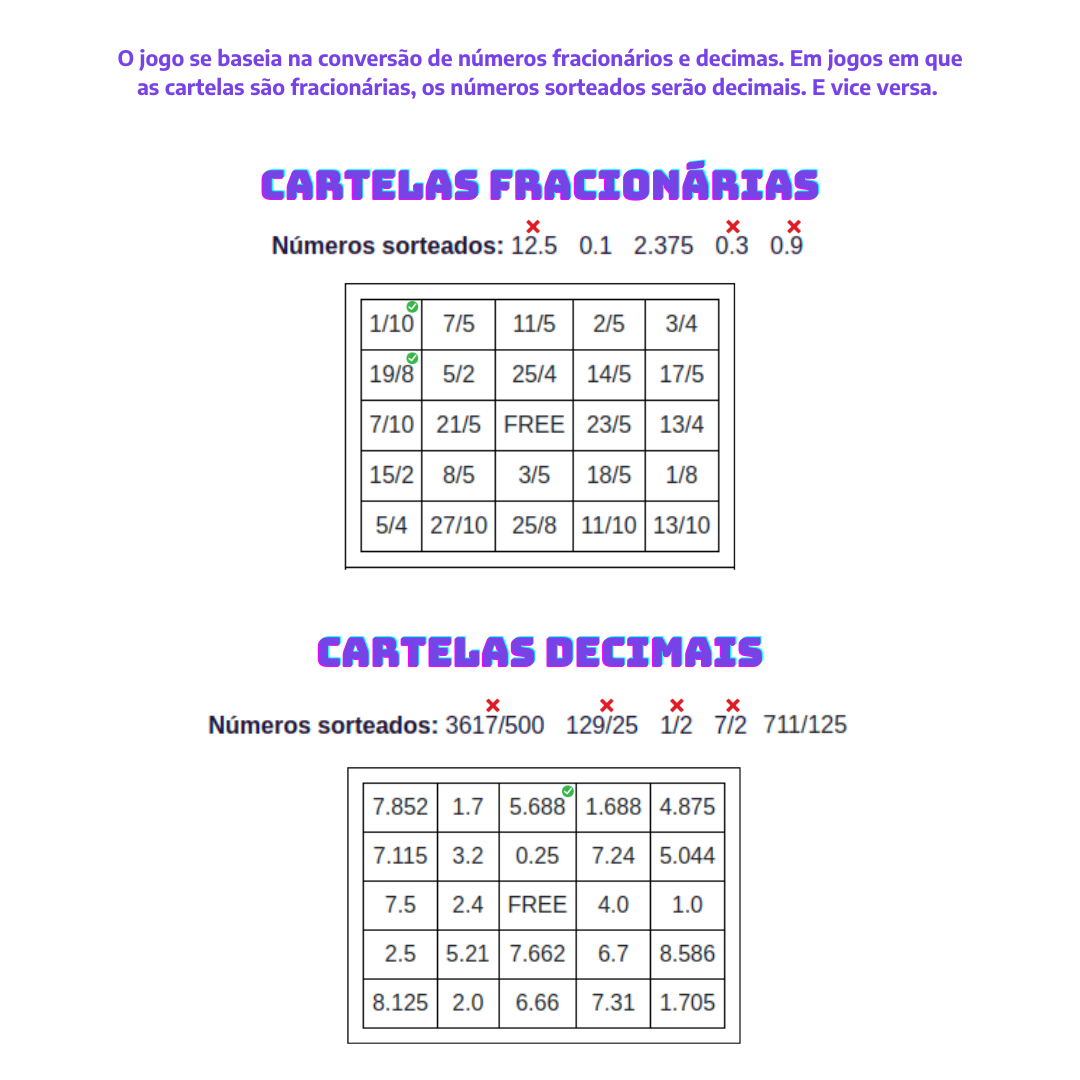 O jogo se baseia na conversão de números fracionários e decimas. Em jogos em que
as cartelas são fracionárias, os números sorteados serão decimais. E vice versa.
CARTELAS FRACIONÁRIAS
Números sorteados: 12.5 0.1 2.375 0.3 0.9
1/10 7/5 11/5 2/5 3/4
19/8 5/2 25/4 14/5 17/5
7/10 21/5 FREE 23/5 13/4
15/2 8/5 3/5 18/5 1/8
5/4 27/10 25/8 11/10 13/10
CARTELAS DECIMAIS
Números sorteados: 3617/500 129/25 1/2 7/2 711/125
7.852 1.7 5.688 1.688 4.875
7.115 3.2 0.25 7.24 5.044
7.5 2.4 FREE 4.0 1.0
2.5 5.21 7.662 6.7 8.586
8.125 2.0 6.66 7.31 1.705